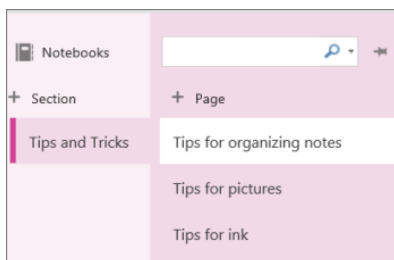 Notebooks
+ Section
+ Page
Tips and Tricks
Tips for organizing notes
Tips for pictures
Tips for ink